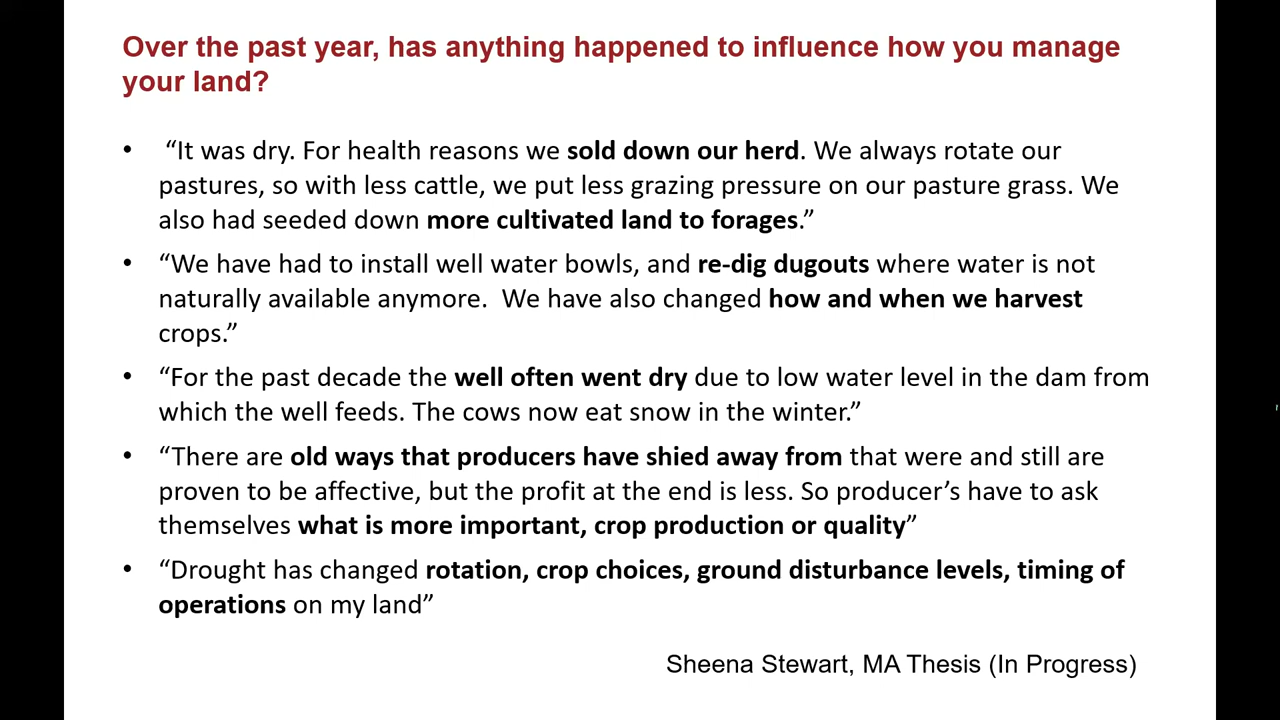 Over the past year, has anything happened to influence how you manage
your land?
• “It was dry. For health reasons we sold down our herd. We always rotate our
pastures, so with less cattle, we put less grazing pressure on our pasture grass. We
also had seeded down more cultivated land to forages.”
• “We have had to install well water bowls, and re-dig dugouts where water is not
naturally available anymore.  We have also changed how and when we harvest
crops.”
• “For the past decade the well often went dry due to low water level in the dam from
which the well feeds. The cows now eat snow in the winter.”
• “There are old ways that producers have shied away from that were and still are
proven to be affective, but the profit at the end is less. So producer’s have to ask
themselves what is more important, crop production or quality”
• “Drought has changed rotation, crop choices, ground disturbance levels, timing of
operations on my land”
Sheena Stewart, MA Thesis (In Progress)